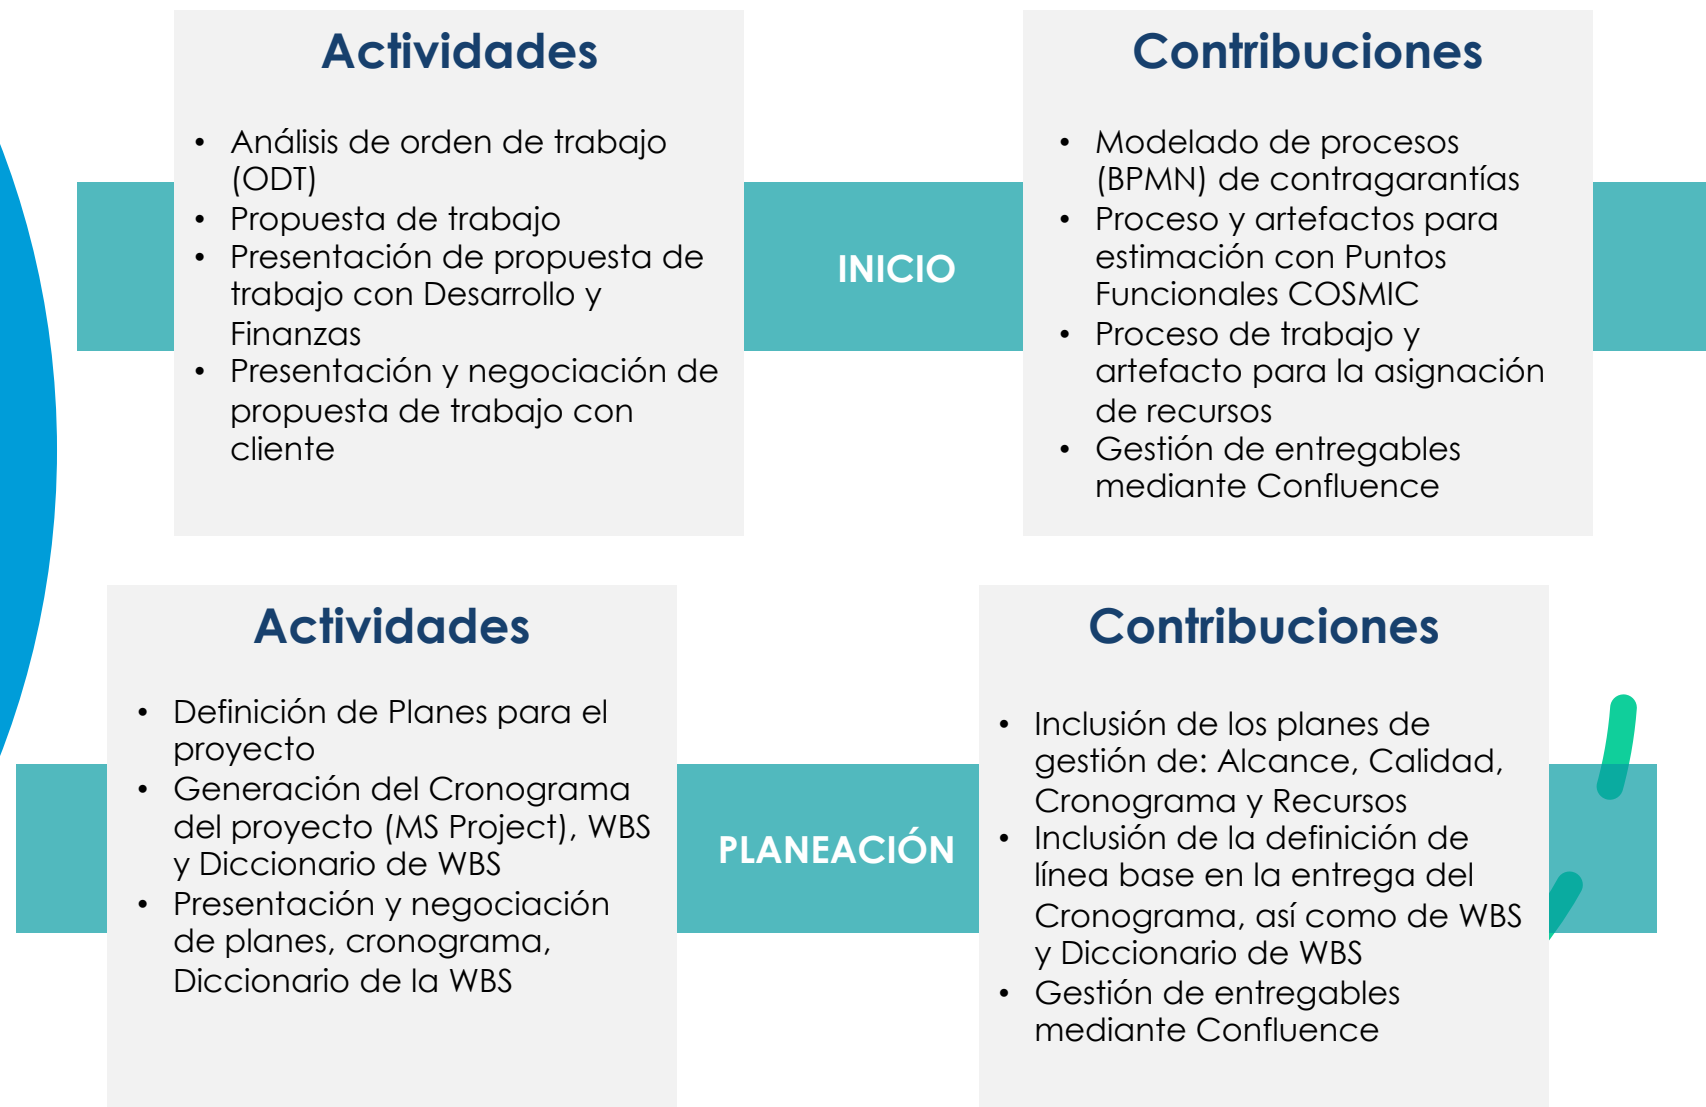 Actividades
• Análisis de orden de trabajo
(ODT)
• Propuesta de trabajo
• Presentación de propuesta de
trabajo con Desarrollo y
Finanzas
• Presentación y negociación de
propuesta de trabajo con
cliente
INICIO
Contribuciones
• Modelado de procesos
(BPMN) de contragarantías
• Proceso y artefactos para
estimación con Puntos
Funcionales COSMIC
• Proceso de trabajo y
artefacto para la asignación
de recursos
• Gestión de entregables
mediante Confluence
Actividades
• Definición de Planes para el
proyecto
• Generación del Cronograma
del proyecto (MS Project), WBS
y Diccionario de WBS
• Presentación y negociación
de planes, cronograma,
Diccionario de la WBS
PLANEACIÓN
Contribuciones
• Inclusión de los planes de
gestión de: Alcance, Calidad,
Cronograma y Recursos
• Inclusión de la definición de
línea base en la entrega del
Cronograma, así como de WBS
y Diccionario de WBS
• Gestión de entregables
mediante Confluence